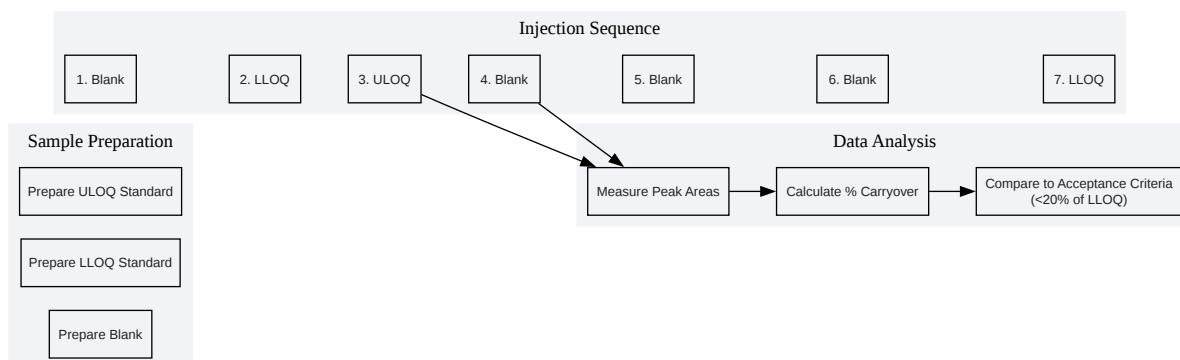 Injection Sequence
1. Blank
2. LLOQ
3. ULOQ
4. Blank
5. Blank
6. Blank
7. LLOQ
Sample Preparation
Prepare ULOQ Standard
Prepare LLOQ Standard
Prepare Blank
Data Analysis
Measure Peak Areas
Calculate % Carryover
Compare to Acceptance Criteria
(<20% of LLOQ)